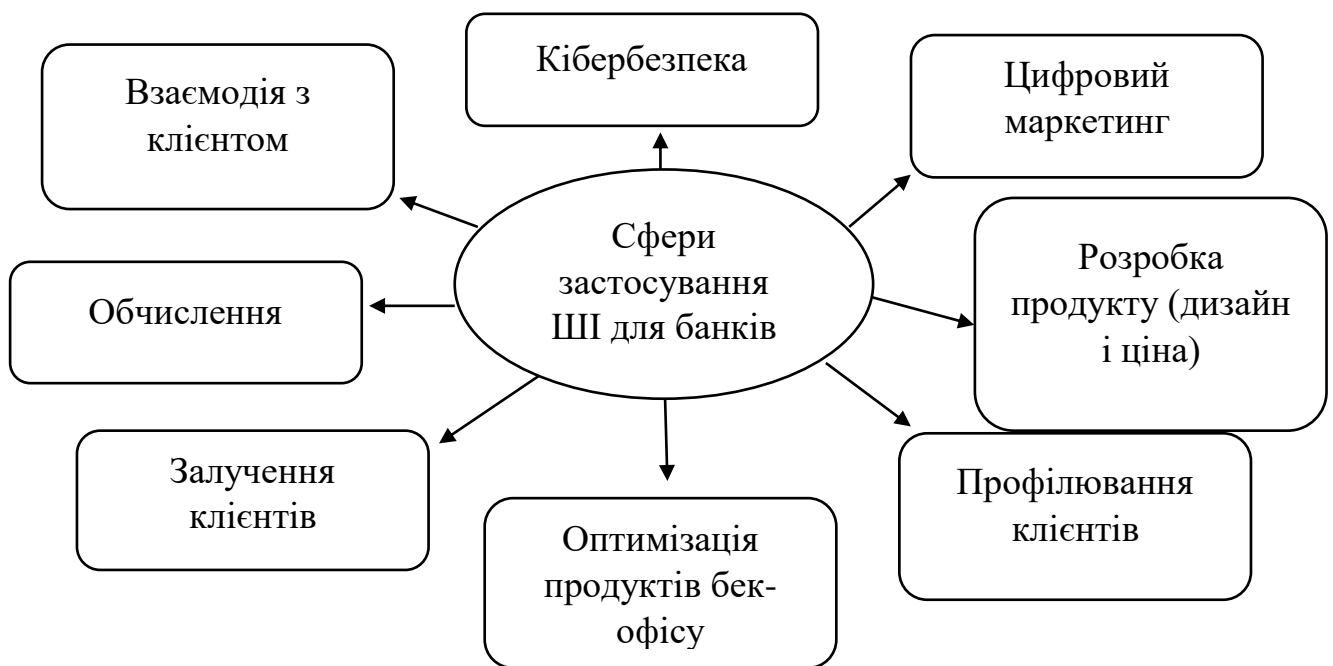 Кібербезпека
Взаємодія з
клієнтом
Цифровий
маркетинг
Сфери
застосування
ШІ для банків
Розробка
продукту (дизайн
і ціна)
Обчислення
Залучення
клієнтів
Профілювання
клієнтів
Оптимізація
продуктів бек-
офісу